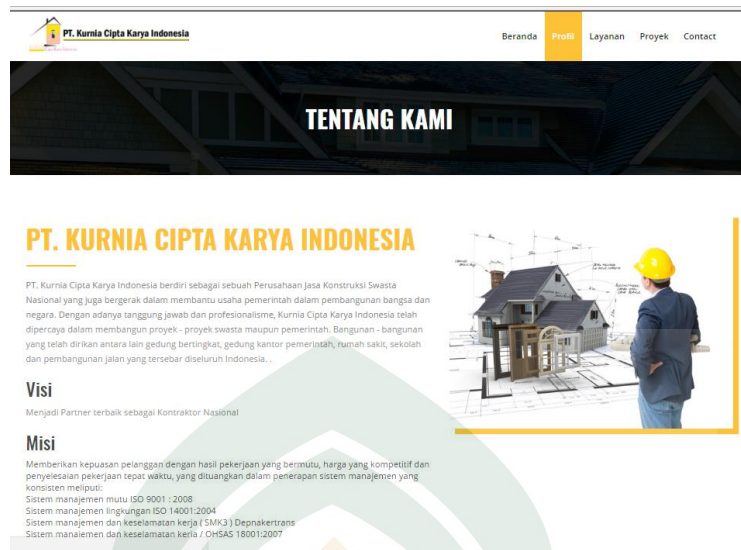 PT. Kurnia Cipta Karya Indonesia
Beranda Profil Layanan Proyek Contact
TENTANG KAMI
PT. KURNIA CIPTA KARYA INDONESIA
PT. Kurnia Cipta Karya Indonesia berdiri sebagai sebuah Perusahaan Jasa Konstruksi Swasta
Nasional yang juga bergerak dalam membantu usaha pemerintah dalam pembangunan bangsa dan
negara. Dengan adanya tanggung jawab dan profesionalisme, Kurnia Cipta Karya Indonesia telah
dipercaya dalam membangun proyek - proyek swasta maupun pemerintah. Bangunan - bangunan
yang telah dirikan antara lain gedung bertingkat, gedung kantor pemerintah, rumah sakit, sekolah
dan pembangunan jalan yang tersebar diseluruh Indonesia. .
Visi
Menjadi Partner terbaik sebagai Kontraktor Nasional
Misi
Memberikan kepuasan pelanggan dengan hasil pekerjaan yang bermutu, harga yang kompetitif dan
penyelesaian pekerjaan tepat waktu, yang dituangkan dalam penerapan sistem manajemen yang
konsisten meliputi:
Sistem manajemen mutu ISO 9001 : 2008
Sistem manajemen lingkungan ISO 14001:2004
Sistem manajemen dan keselamatan kerja ( SMK3 ) Depnakertrans
Sistem manajemen dan keselamatan kerja / OHSAS 18001:2007